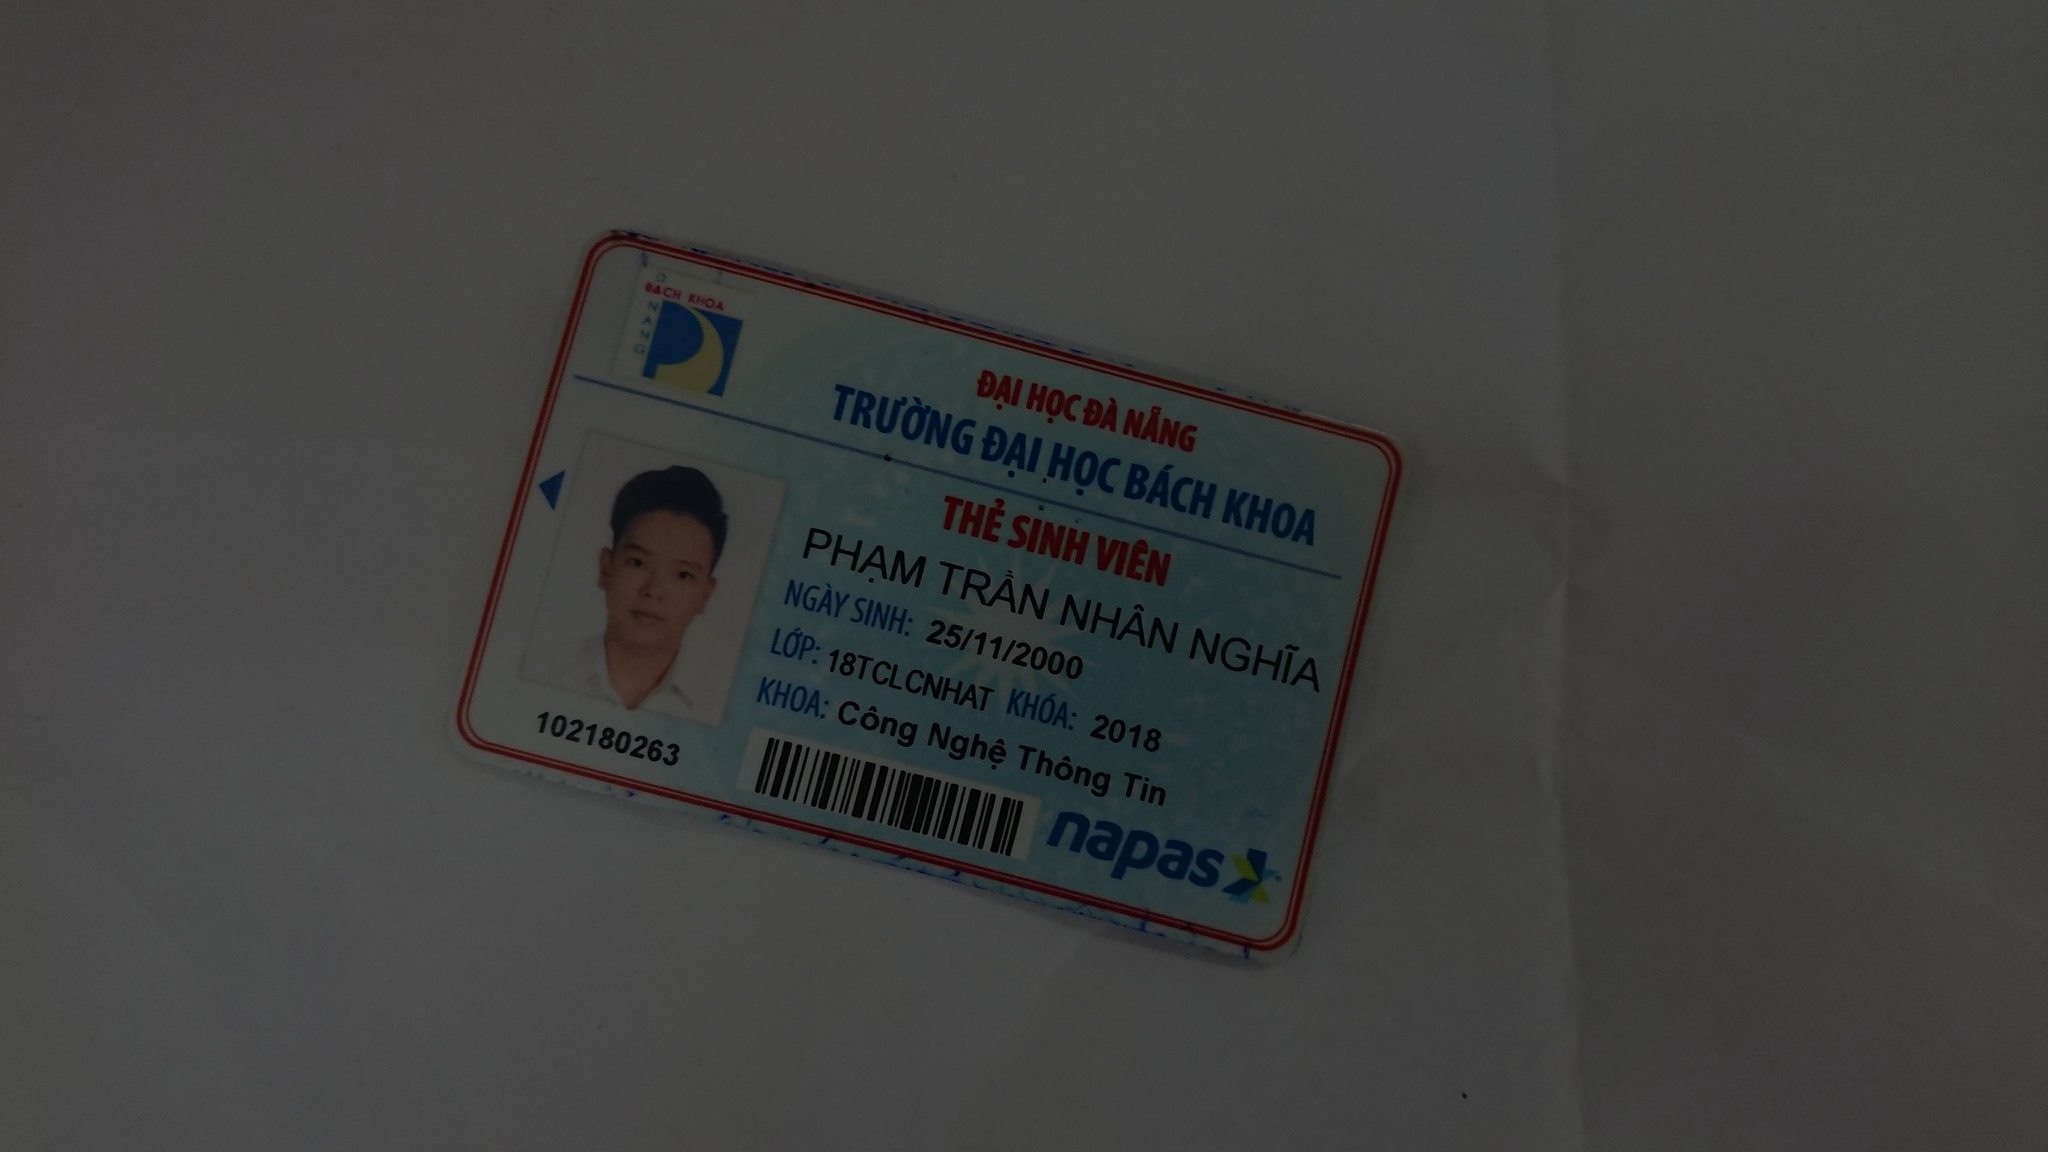 BÁCH KHOA
ĐÀ NẴNG
ĐẠI HỌC ĐÀ NẴNG
TRƯỜNG ĐẠI HỌC BÁCH KHOA
THẺ SINH VIÊN
PHẠM TRẦN NHÂN NGHĨA
NGÀY SINH: 25/11/2000
LỚP: 18TCLCNHAT KHÓA: 2018
KHOA: Công Nghệ Thông Tin
102180263
napas